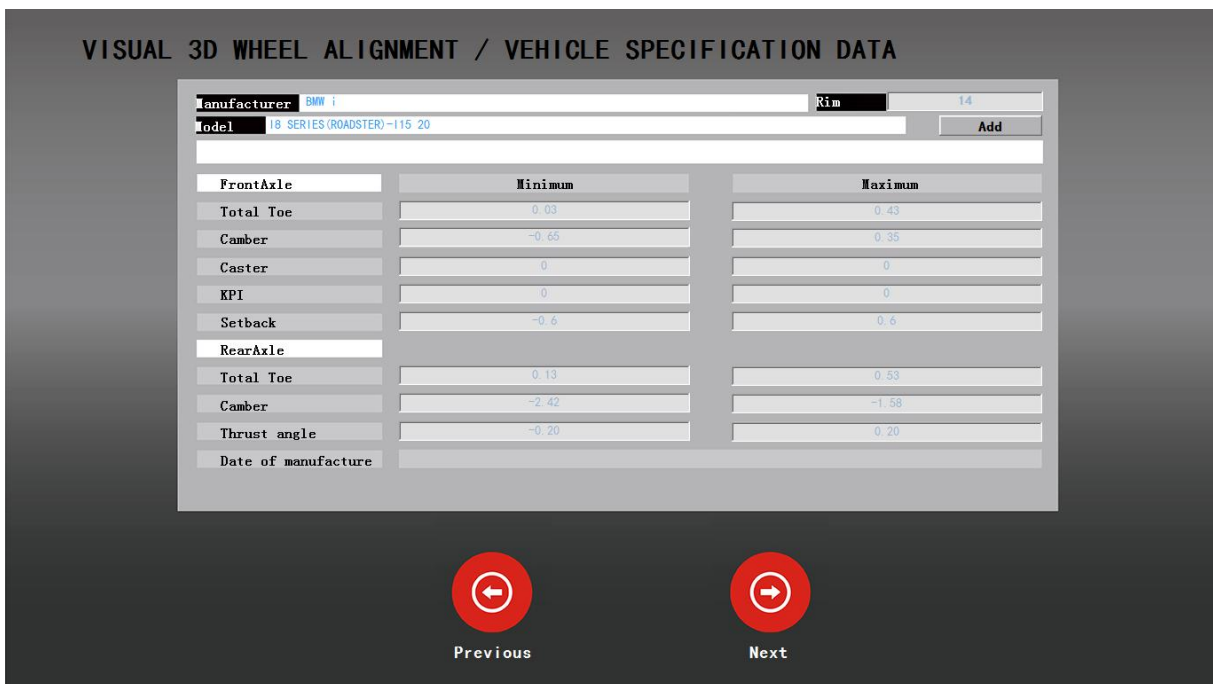 VISUAL 3D WHEEL ALIGNMENT / VEHICLE SPECIFICATION DATA
Manufacturer BMW i Rim 14
Model I8 SERIES(ROADSTER)-I15 20 Add
FrontAxle Minimum Maximum
Total Toe 0.03 0.43
Camber -0.65 0.35
Caster 0 0
KPI 0 0
Setback -0.6 0.6
RearAxle
Total Toe 0.13 0.53
Camber -2.42 -1.58
Thrust angle -0.20 0.20
Date of manufacture
Previous Next